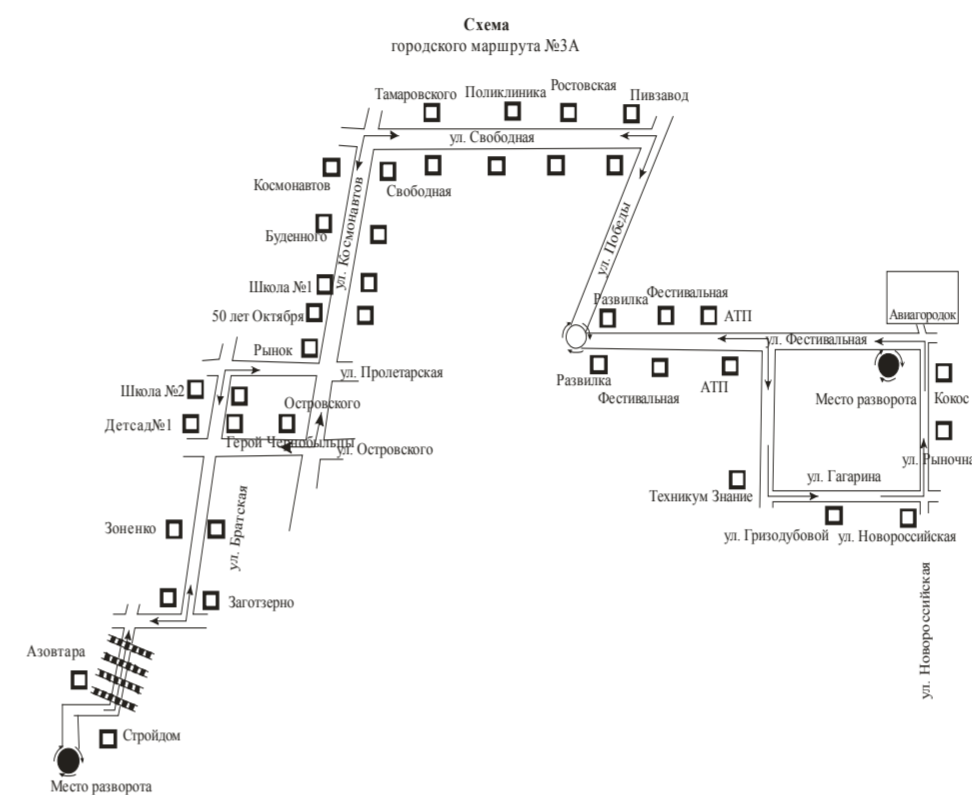 Схема
городского маршрута №3А
Тамаровского
Поликлиника
Ростовская
Пивзавод
ул. Свободная
Космонавтов
Свободная
ул. Космонавтов
Буденного
ул. Победы
Школа №1
50 лет Октября
Развилка
Фестивальная
АТП
Авиагородок
ул. Фестивальная
Рынок
ул. Пролетарская
Развилка
Фестивальная
АТП
Место разворота
Кокос
Школа №2
Островского
Детсад№1
Герой Чернобыльцы
ул. Островского
ул. Рыночна
ул. Гагарина
Техникум Знание
Зоненко
ул. Братская
ул. Гризодубовой
ул. Новороссийская
Заготзерно
ул. Новороссийская
Азовтара
Стройдом
Место разворота